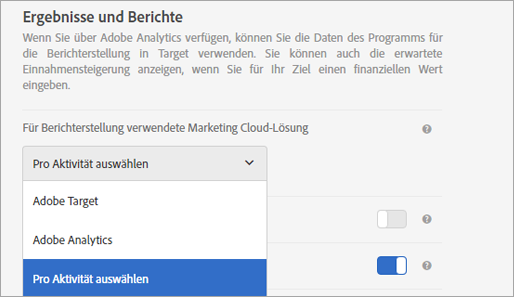 Ergebnisse und Berichte
Wenn Sie über Adobe Analytics verfügen, können Sie die Daten des Programms für
die Berichterstellung in Target verwenden. Sie können auch die erwartete
Einnahmensteigerung anzeigen, wenn Sie für Ihr Ziel einen finanziellen Wert
eingeben.
Für Berichterstellung verwendete Marketing Cloud-Lösung
Pro Aktivität auswählen
Adobe Target
Adobe Analytics
Pro Aktivität auswählen